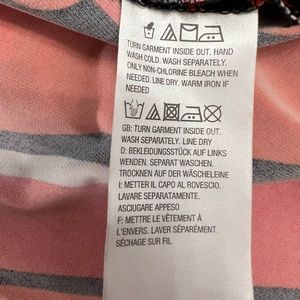 TURN GARMENT INSIDE OUT. HAND
WASH COLD. WASH SEPARATELY.
ONLY NON-CHLORINE BLEACH WHEN
NEEDED. LINE DRY. WARM IRON IF
NEEDED
GB: TURN GARMENT INSIDE OUT.
WASH SEPARATELY. LINE DRY
D: BEKLEIDUNGSSTÜCK AUF LINKS
WENDEN. SEPARAT WASCHEN.
TROCKNEN AUF DER WÄSCHELEINE
I: METTER IL CAPO AL ROVESCIO.
LAVARE SEPARATAMENTE.
ASCIUGARE APPESO
F: METTRE LE VÊTEMENT À
L'ENVERS. LAVER SÉPARÉMENT.
SÉCHAGE SUR FIL